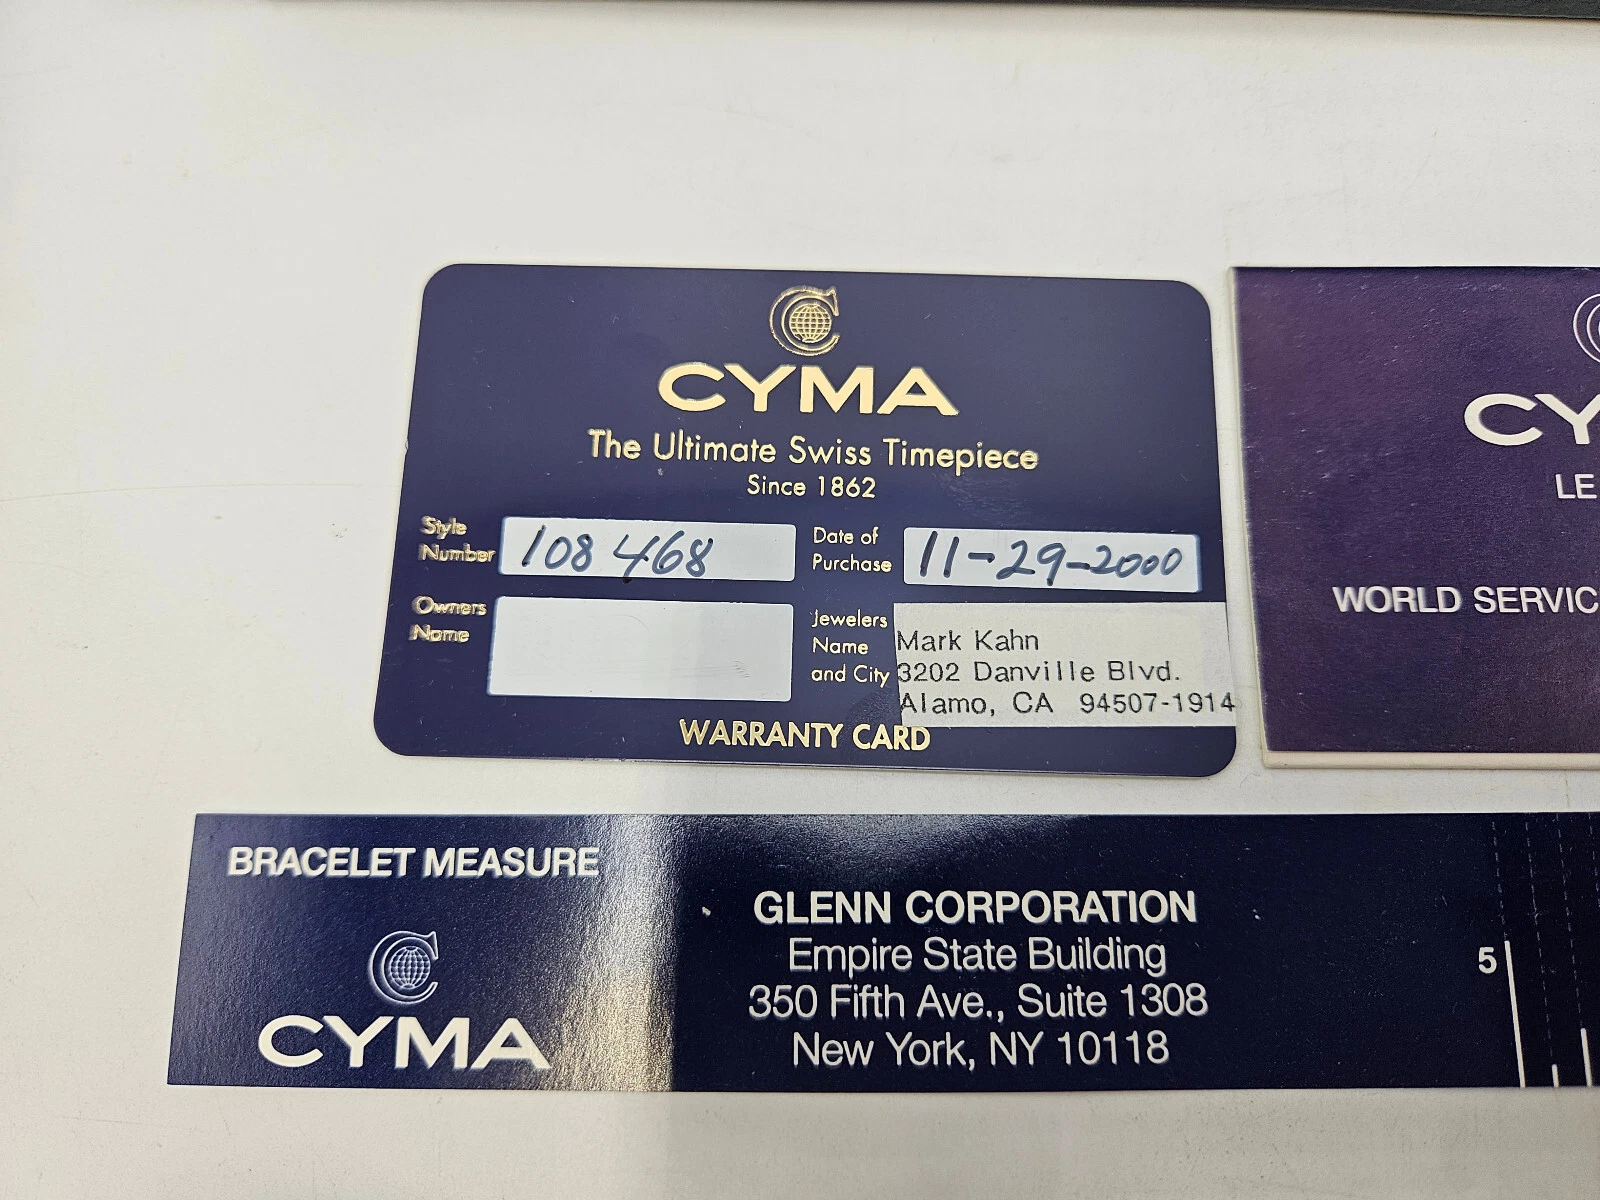 CYMA
The Ultimate Swiss Timepiece
Since 1862
Style Number 108 468
Date of Purchase 11-29-2000
Owners Name
Jewelers Name and City
Mark Kahn
3202 Danville Blvd.
Alamo, CA 94507-1914
WARRANTY CARD
CY
LE
WORLD SERVIC
BRACELET MEASURE
CYMA
GLENN CORPORATION
Empire State Building
350 Fifth Ave., Suite 1308
New York, NY 10118
5